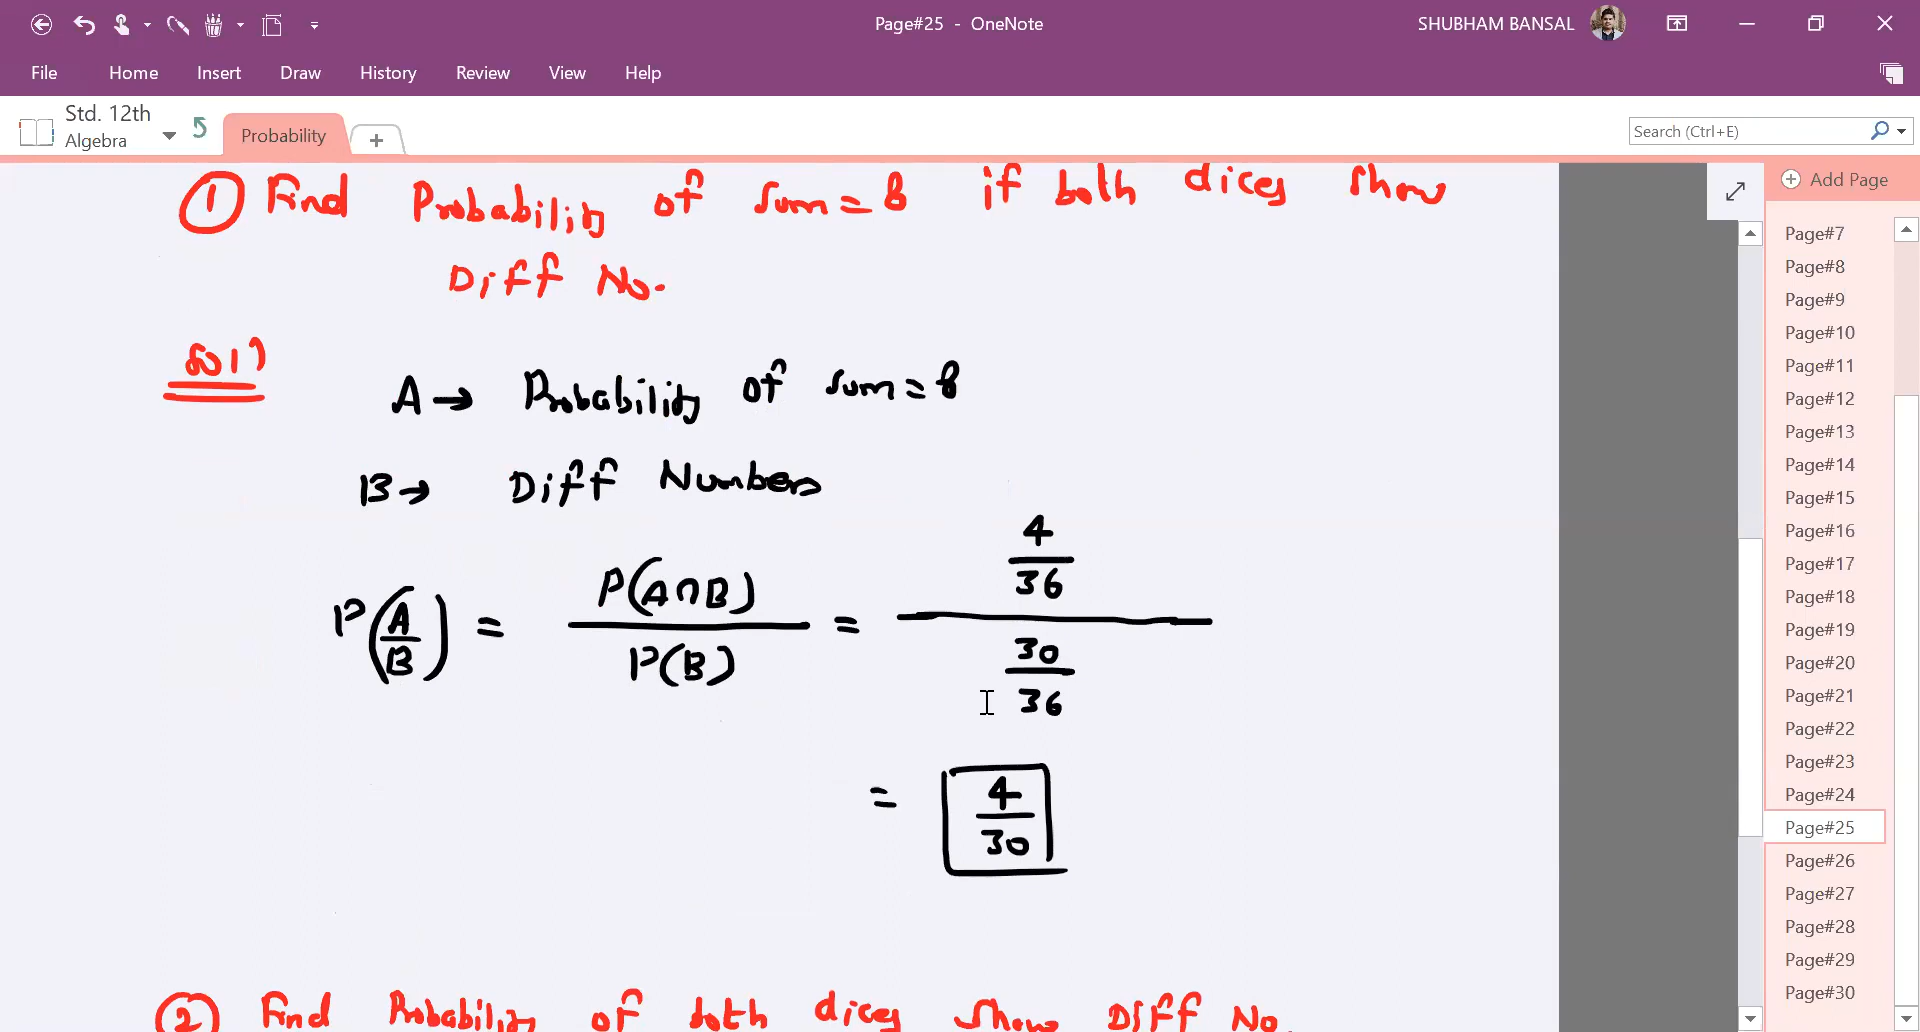 Page#25 - OneNote
SHUBHAM BANSAL
File Home Insert Draw History Review View Help
Std. 12th
Algebra
Probability
Search (Ctrl+E)
① Find Probability of sum = 8 if both dices show
Diff No.
Sol?
A → Probability of sum = 8
B → Diff Numbers
P(A/B) = P(A∩B)/P(B) = (4/36)/(30/36)
= 4/30
② Find Probability of both dices show Diff No.
Add Page
Page#7
Page#8
Page#9
Page#10
Page#11
Page#12
Page#13
Page#14
Page#15
Page#16
Page#17
Page#18
Page#19
Page#20
Page#21
Page#22
Page#23
Page#24
Page#25
Page#26
Page#27
Page#28
Page#29
Page#30